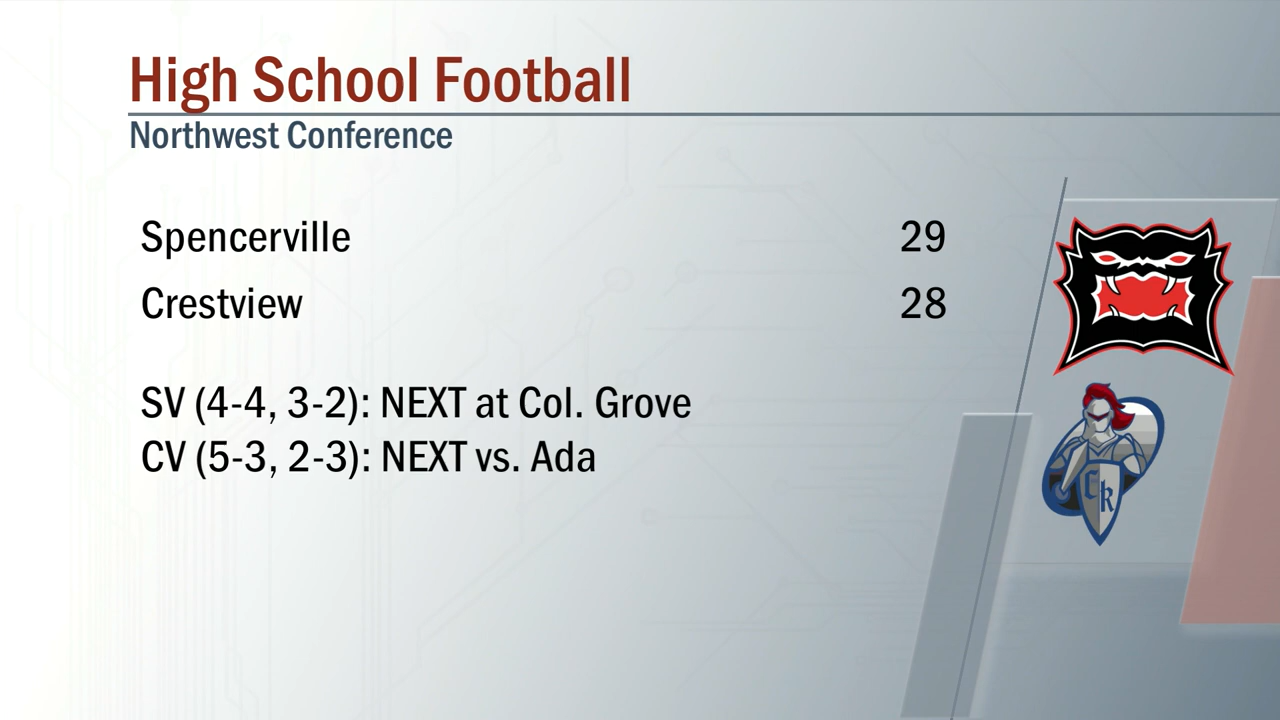 High School Football
Northwest Conference
Spencerville 29
Crestview 28
SV (4-4, 3-2): NEXT at Col. Grove
CV (5-3, 2-3): NEXT vs. Ada
CK